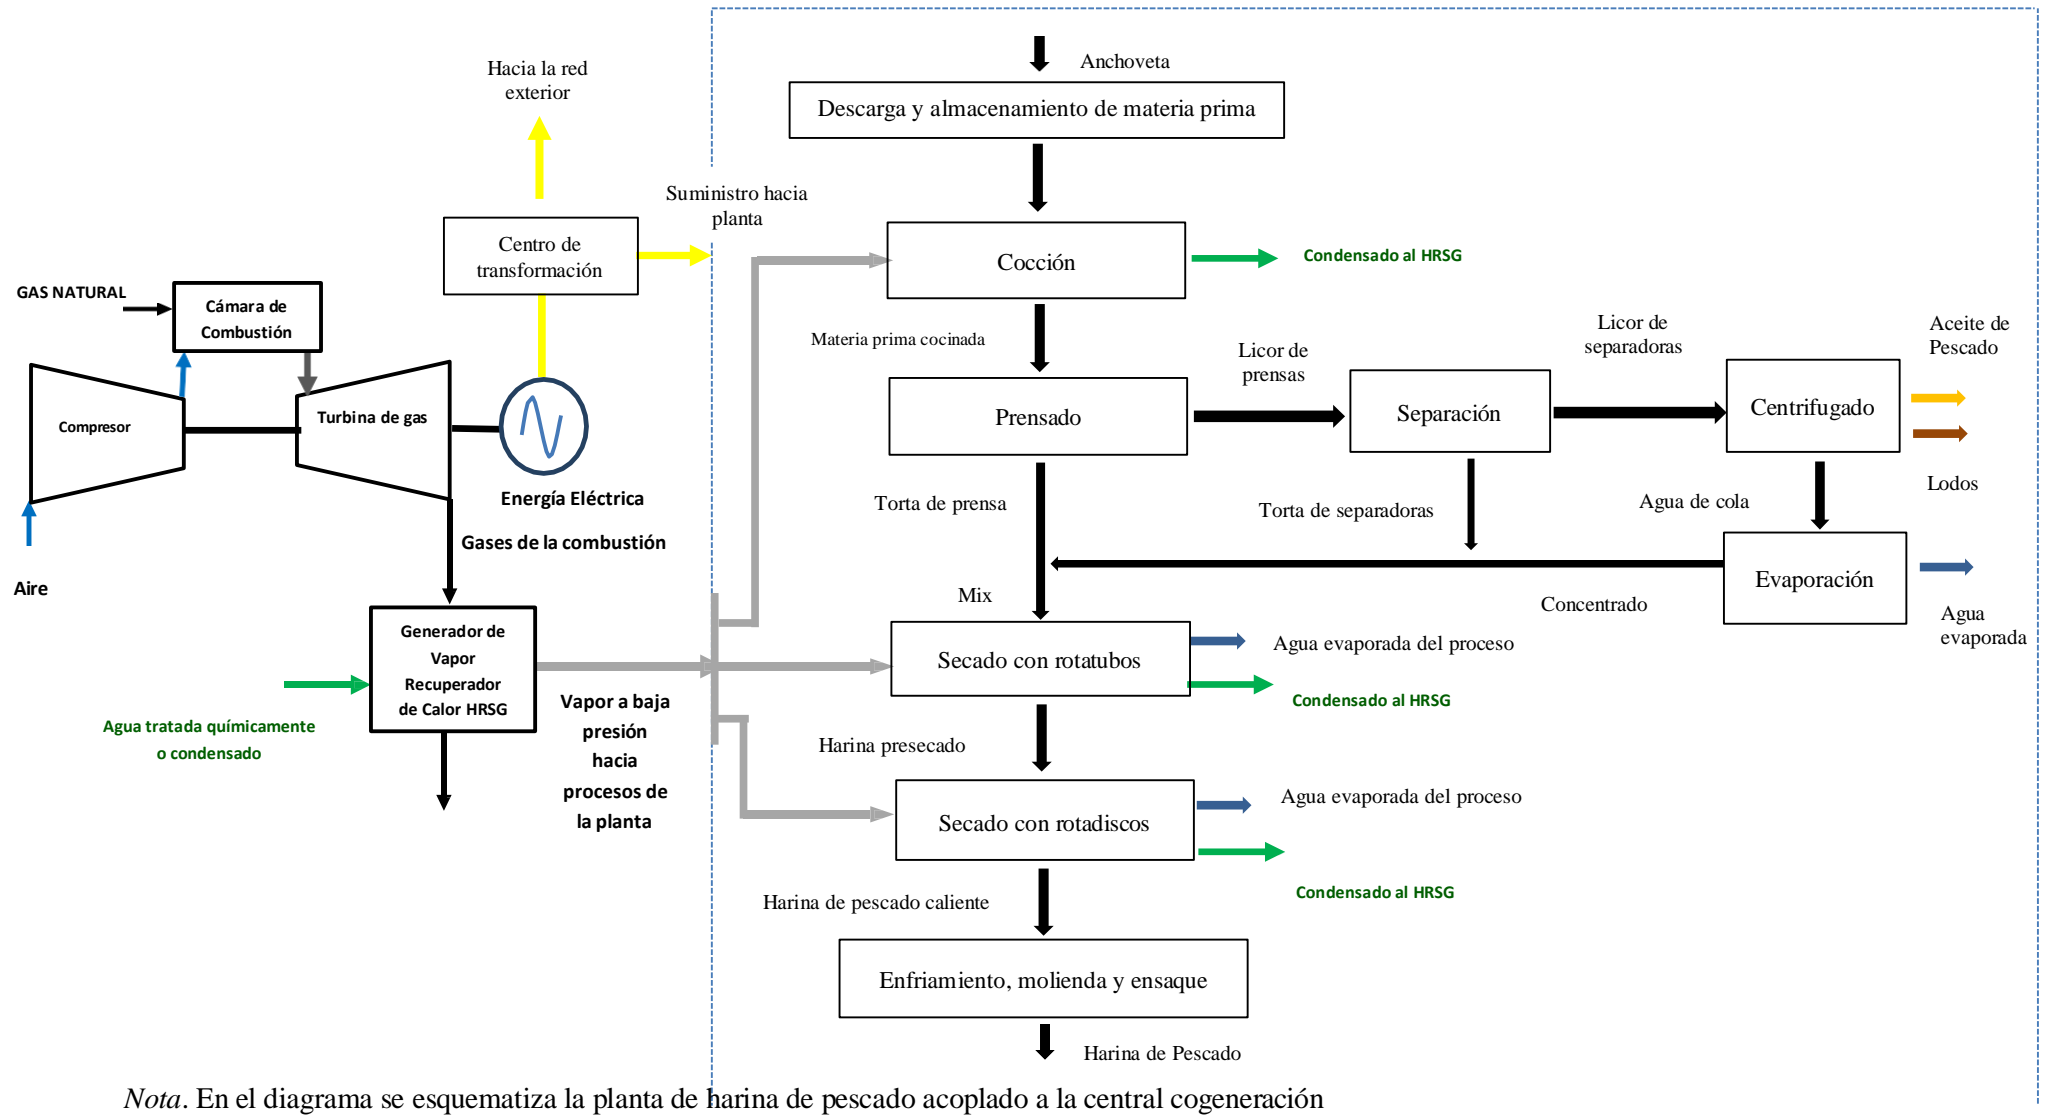 Hacia la red
exterior
Suministro hacia
planta
Centro de
transformación
GAS NATURAL
Cámara de
Combustión
Compresor
Turbina de gas
Energía Eléctrica
Gases de la combustión
Aire
Generador de
Vapor
Recuperador
de Calor HRSG
Agua tratada químicamente
o condensado
Vapor a baja
presión
hacia
procesos de
la planta
Anchoveta
Descarga y almacenamiento de materia prima
Cocción
Condensado al HRSG
Materia prima cocinada
Prensado
Licor de
prensas
Separación
Licor de
separadoras
Centrifugado
Aceite de
Pescado
Lodos
Torta de prensa
Torta de separadoras
Agua de cola
Evaporación
Agua
evaporada
Concentrado
Mix
Secado con rotatubos
Agua evaporada del proceso
Condensado al HRSG
Harina presecado
Secado con rotadiscos
Agua evaporada del proceso
Condensado al HRSG
Harina de pescado caliente
Enfriamiento, molienda y ensaque
Harina de Pescado
Nota. En el diagrama se esquematiza la planta de harina de pescado acoplado a la central cogeneración